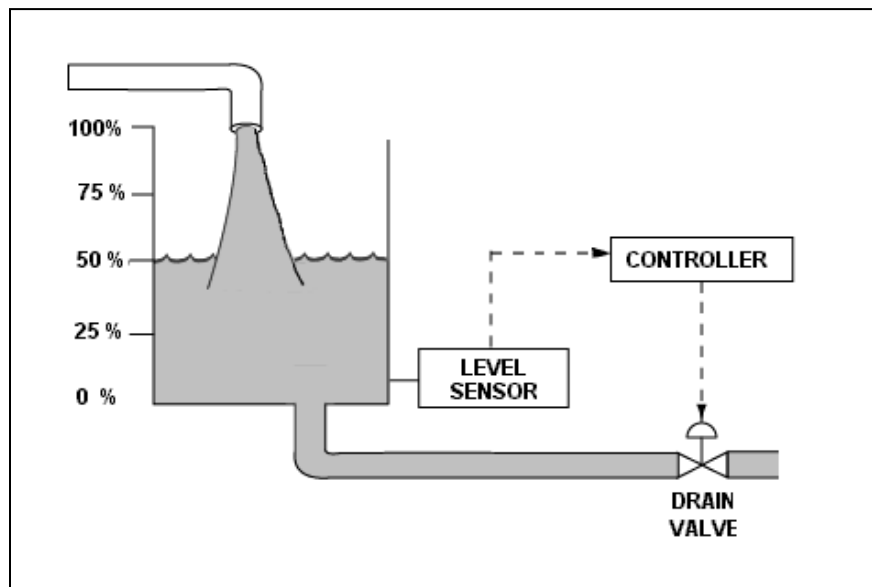 100%
75 %
50 %
25 %
0 %
CONTROLLER
LEVEL
SENSOR
DRAIN
VALVE